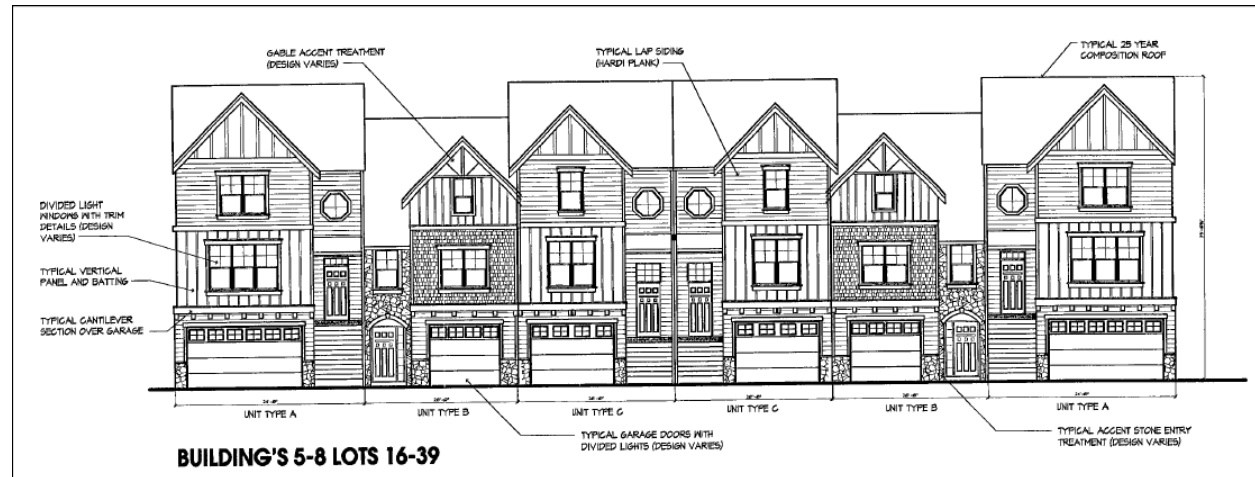 GABLE ACCENT TREATMENT
(DESIGN VARIES)
TYPICAL LAP SIDING
(HARDI PLANK)
TYPICAL 25 YEAR
COMPOSITION ROOF
DIVIDED LIGHT
WINDOWS WITH TRIM
DETAILS (DESIGN
VARIES)
TYPICAL VERTICAL
PANEL AND BATTING
TYPICAL CANTILEVER
SECTION OVER GARAGE
UNIT TYPE A
UNIT TYPE B
UNIT TYPE C
UNIT TYPE C
UNIT TYPE B
UNIT TYPE A
TYPICAL GARAGE DOORS WITH
DIVIDED LIGHTS (DESIGN VARIES)
TYPICAL ACCENT STONE ENTRY
TREATMENT (DESIGN VARIES)
BUILDING'S 5-8 LOTS 16-39